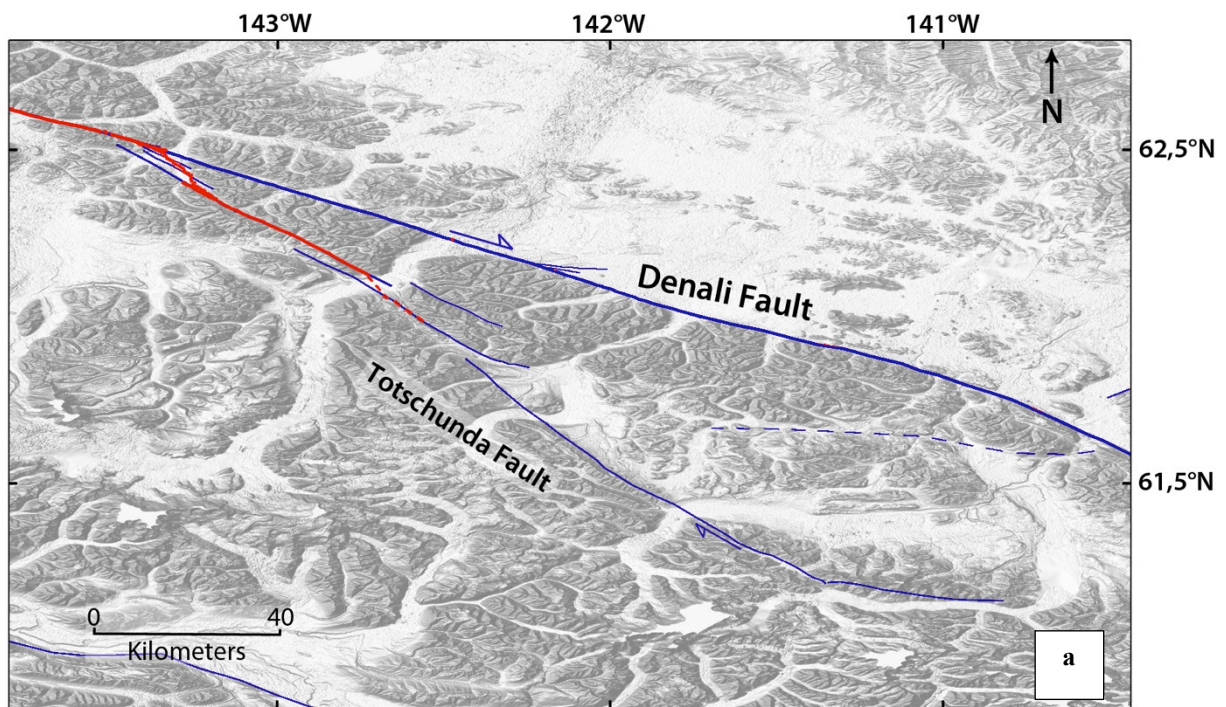 143°W 142°W 141°W
N
62,5°N
Denali Fault
Totschunda Fault
61,5°N
0 40
Kilometers
a